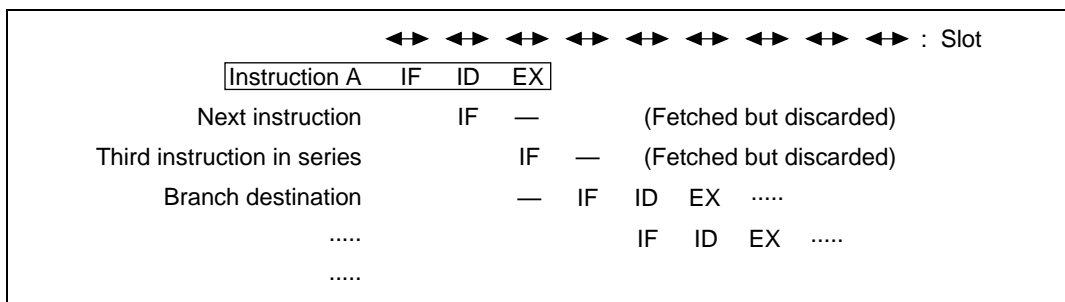 : Slot
Instruction A IF ID EX
Next instruction IF — (Fetched but discarded)
Third instruction in series IF — (Fetched but discarded)
Branch destination — IF ID EX .....
..... IF ID EX .....
.....